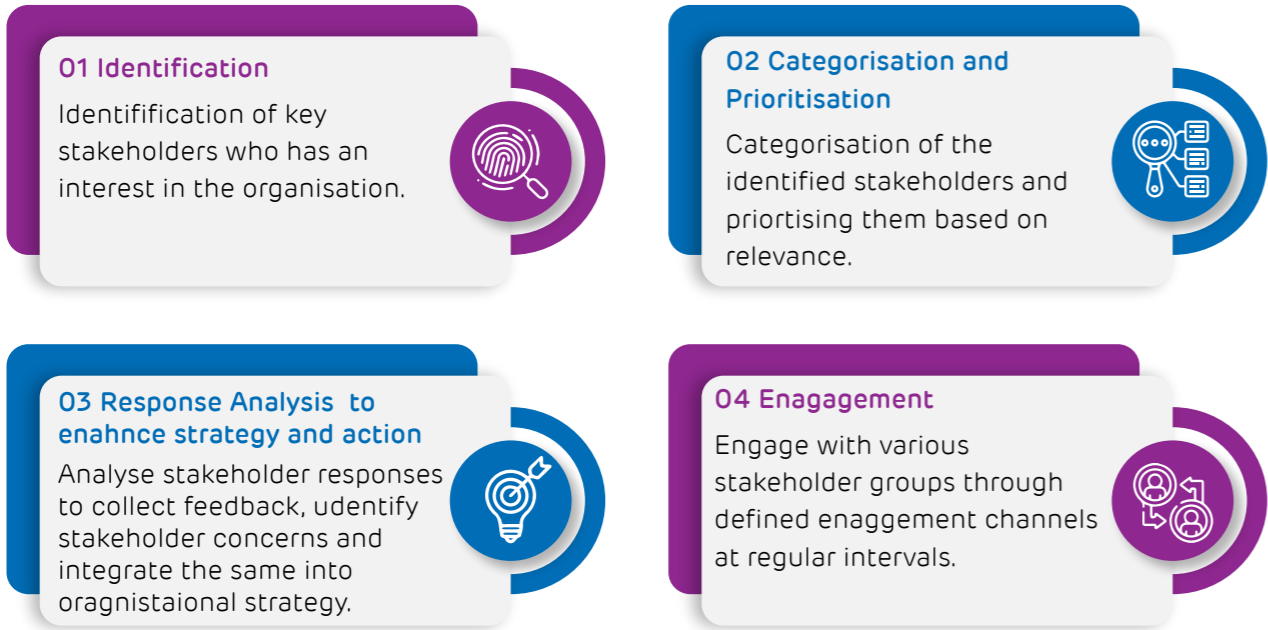 01 Identification
Identifification of key
stakeholders who has an
interest in the organisation.
02 Categorisation and
Prioritisation
Categorisation of the
identified stakeholders and
priortising them based on
relevance.
03 Response Analysis  to
enahnce strategy and action
Analyse stakeholder responses
to collect feedback, udentify
stakeholder concerns and
integrate the same into
oragnistaional strategy.
04 Enagagement
Engage with various
stakeholder groups through
defined enaggement channels
at regular intervals.